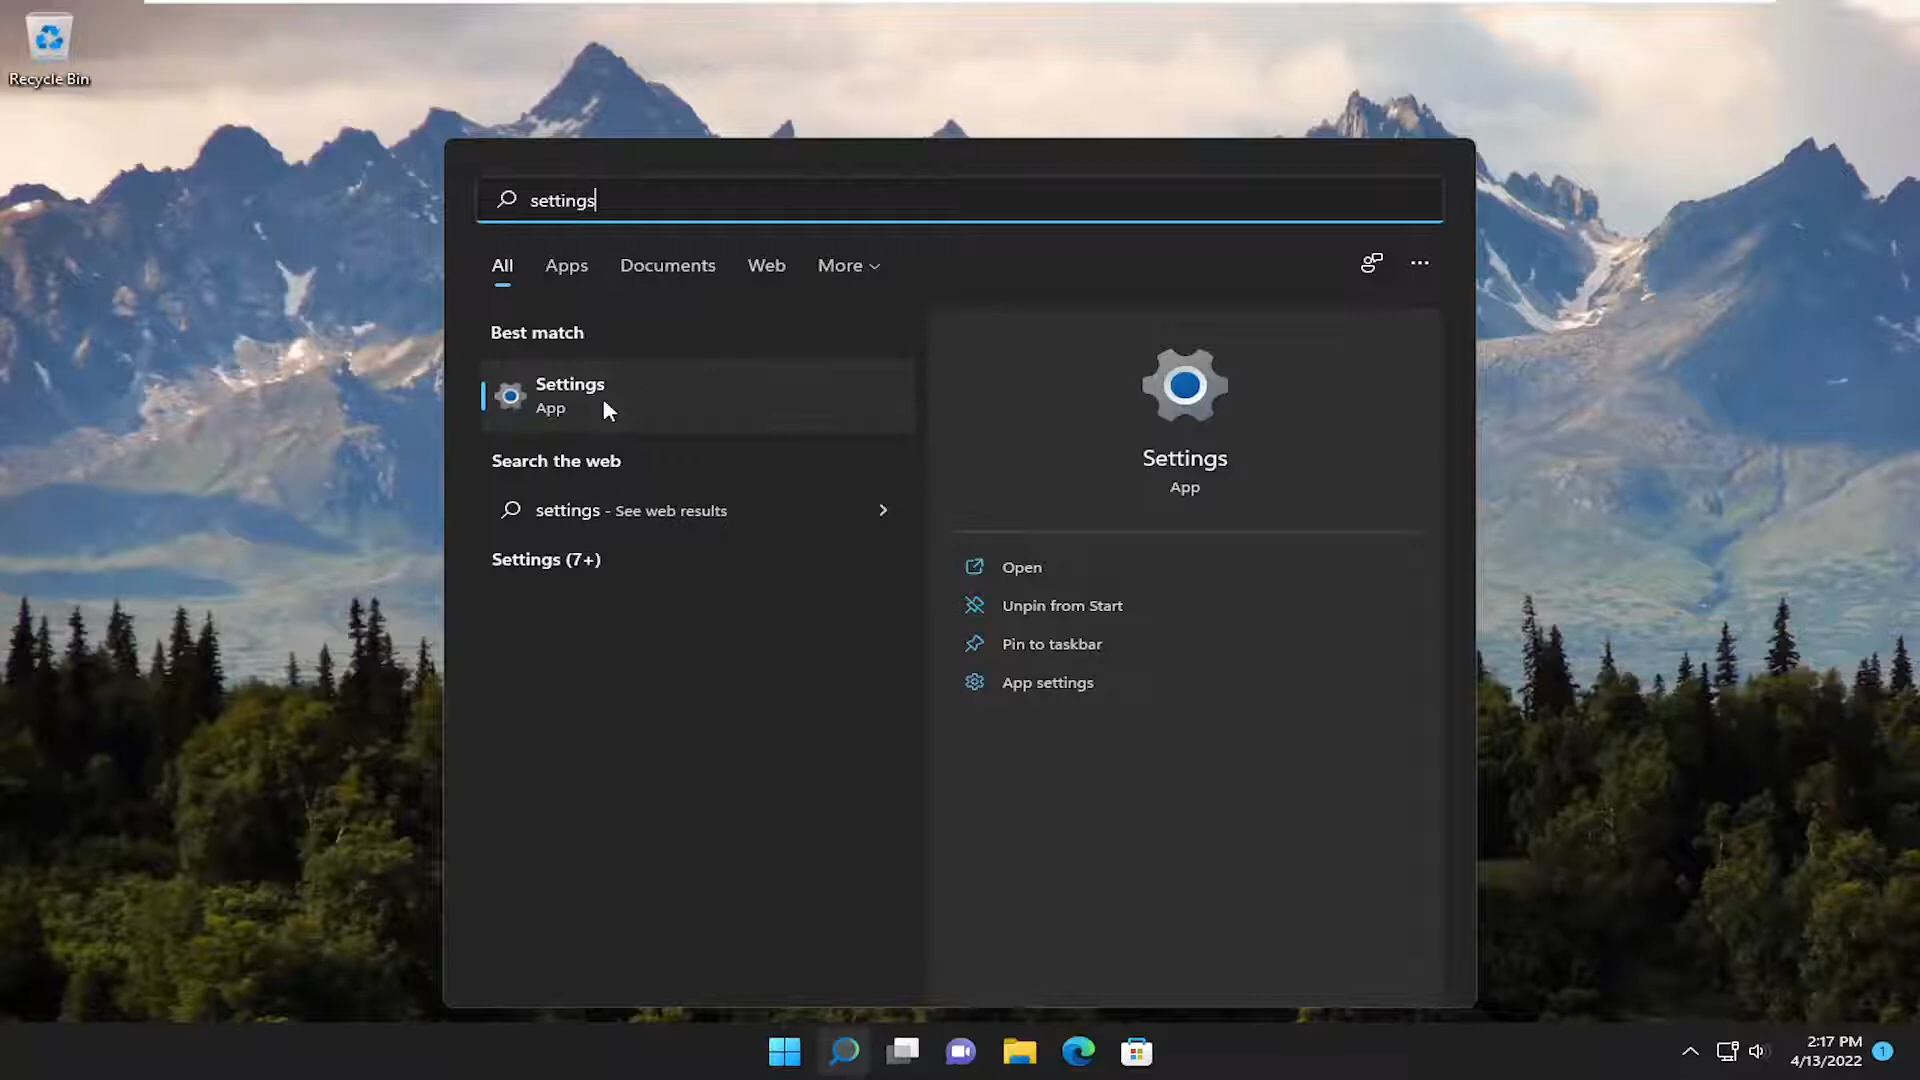 Recycle Bin
settings
All Apps Documents Web More
Best match
Settings
App
Search the web
settings - See web results
Settings (7+)
Settings
App
Open
Unpin from Start
Pin to taskbar
App settings
2:17 PM
4/13/2022
1